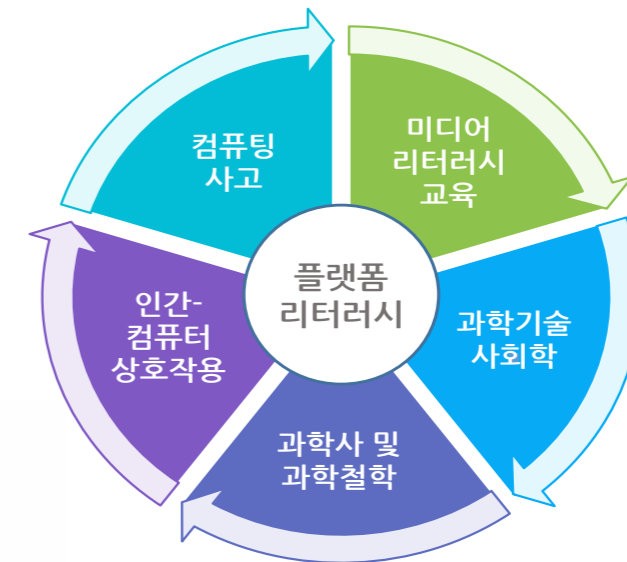 컴퓨팅
사고
미디어
리터러시
교육
플랫폼
리터러시
인간-
컴퓨터
상호작용
과학기술
사회학
과학사 및
과학철학